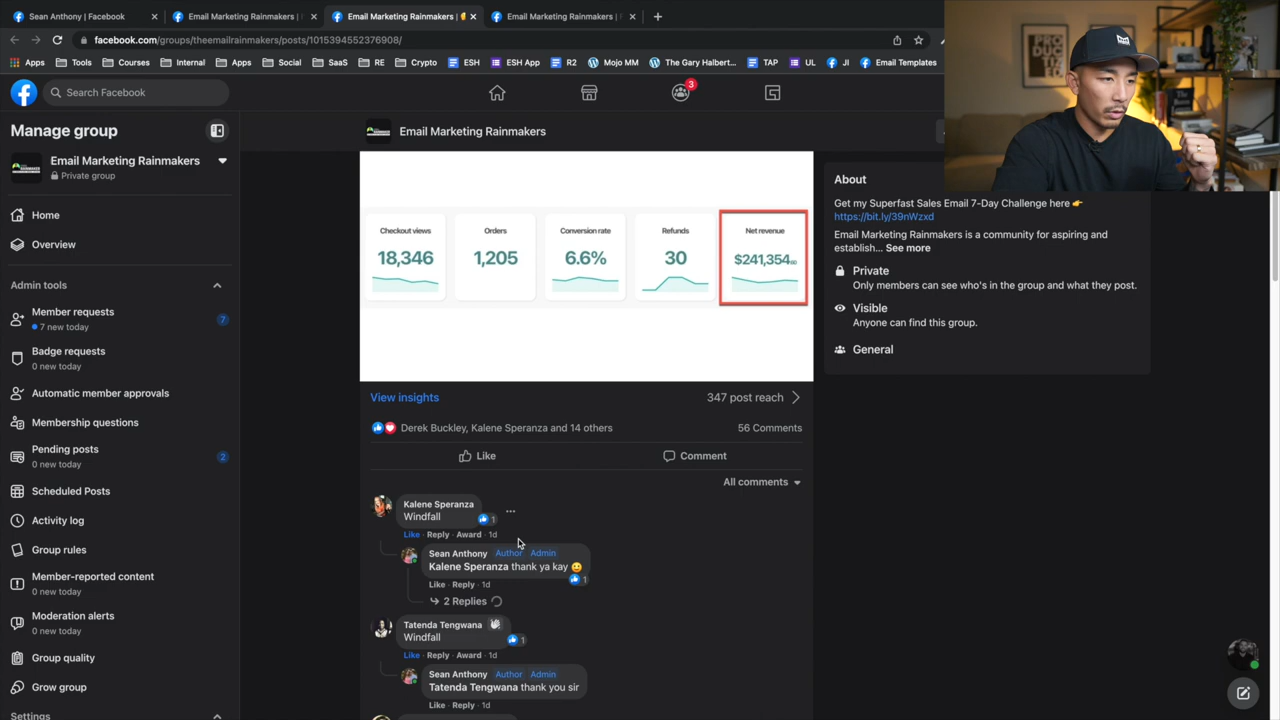 Sean Anthony | Facebook
Email Marketing Rainmakers |
Email Marketing Rainmakers |
Email Marketing Rainmakers |
facebook.com/groups/theemailrainmakers/posts/1015394552376908/
Apps
Tools
Courses
Internal
Apps
Social
SaaS
RE
Crypto
ESH
ESH App
R2
Mojo MM
The Gary Halbert...
TAP
UL
JI
Email Templates
Search Facebook
3
Manage group
Email Marketing Rainmakers
Private group
Home
Overview
Admin tools
Member requests
7 new today
7
Badge requests
0 new today
Automatic member approvals
Membership questions
Pending posts
0 new today
2
Scheduled Posts
Activity log
Group rules
Member-reported content
0 new today
Moderation alerts
0 new today
Group quality
Grow group
Settings
Email Marketing Rainmakers
Checkout views
18,346
Orders
1,205
Conversion rate
6.6%
Refunds
30
Net revenue
$241,354
View insights
347 post reach
Derek Buckley, Kalene Speranza and 14 others
56 Comments
Like
Comment
All comments
Kalene Speranza
Windfall
1
Like Reply Award 1d
Sean Anthony Author Admin
Kalene Speranza thank ya kay
1
Like · Reply · 1d
2 Replies
Tatenda Tengwana
Windfall
1
Like · Reply · Award · 1d
Sean Anthony Author Admin
Tatenda Tengwana thank you sir
Like · Reply · 1d
About
Get my Superfast Sales Email 7-Day Challenge here
https://bit.ly/39nWzxd
Email Marketing Rainmakers is a community for aspiring and
establish... See more
Private
Only members can see who's in the group and what they post.
Visible
Anyone can find this group.
General